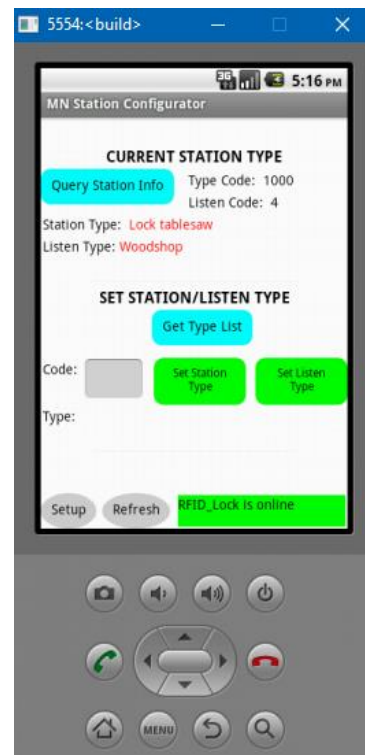 5554:<build>
3G 5:16 PM
MN Station Configurator
CURRENT STATION TYPE
Query Station Info Type Code: 1000
Listen Code: 4
Station Type: Lock tablesaw
Listen Type: Woodshop
SET STATION/LISTEN TYPE
Get Type List
Code: Set Station Type Set Listen Type
Type:
Setup Refresh RFID_Lock is online
MENU